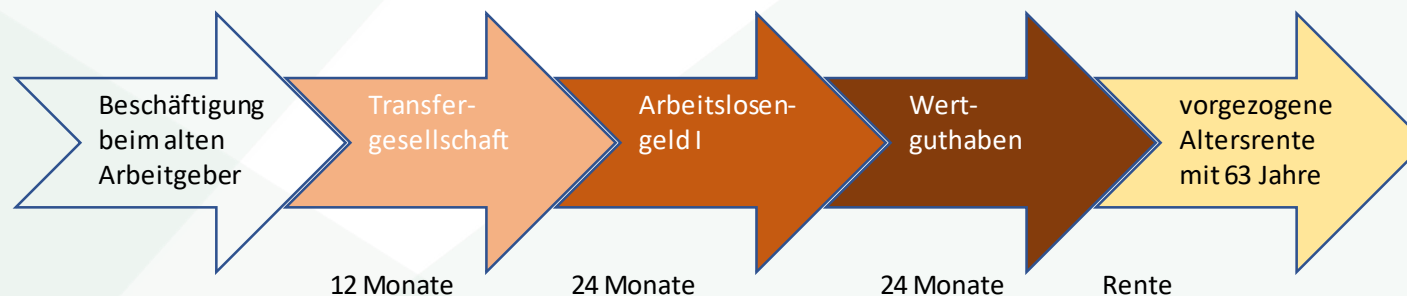 Beschäftigung
beim alten
Arbeitgeber
Transfer-
gesellschaft
Arbeitslosen-
geld I
Wert-
guthaben
vorgezogene
Altersrente
mit 63 Jahre
12 Monate
24 Monate
24 Monate
Rente